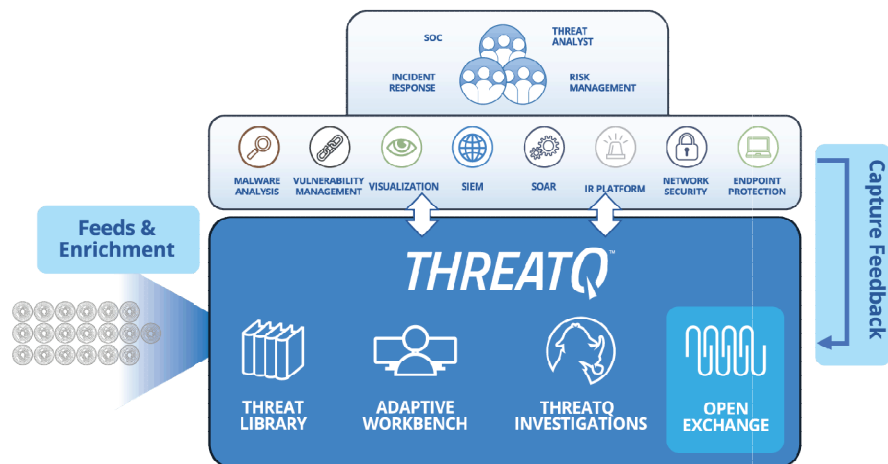 SOC
THREAT
ANALYST
INCIDENT
RESPONSE
RISK
MANAGEMENT
MALWARE
ANALYSIS
VULNERABILITY
MANAGEMENT
VISUALIZATION
SIEM
SOAR
IR PLATFORM
NETWORK
SECURITY
ENDPOINT
PROTECTION
Feeds &
Enrichment
Capture Feedback
THREATQ™
THREAT
LIBRARY
ADAPTIVE
WORKBENCH
THREATQ
INVESTIGATIONS
OPEN
EXCHANGE